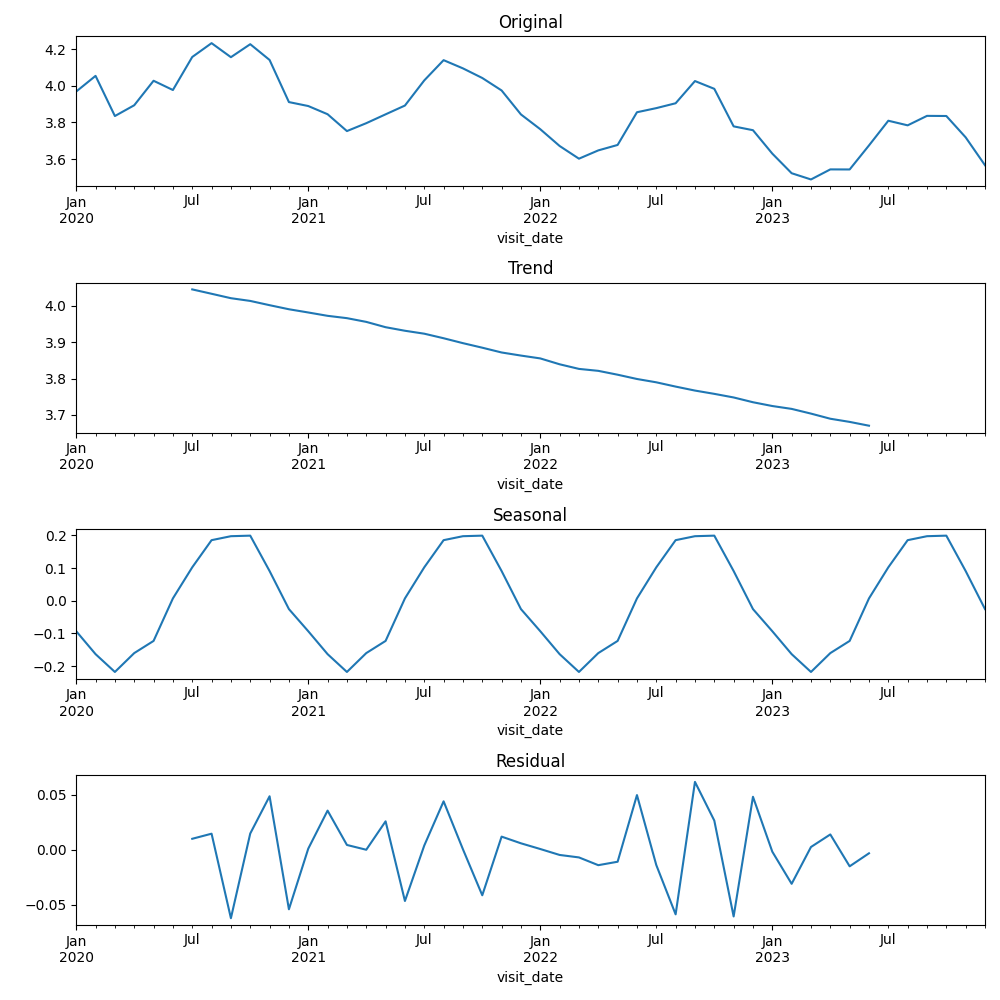 Original
4.2
4.0
3.8
3.6
Jan Jul Jan Jul Jan Jul Jan Jul
2020 2021 2022 2023
visit_date
Trend
4.0
3.9
3.8
3.7
Jan Jul Jan Jul Jan Jul Jan Jul
2020 2021 2022 2023
visit_date
Seasonal
0.2
0.1
0.0
−0.1
−0.2
Jan Jul Jan Jul Jan Jul Jan Jul
2020 2021 2022 2023
visit_date
Residual
0.05
0.00
−0.05
Jan Jul Jan Jul Jan Jul Jan Jul
2020 2021 2022 2023
visit_date